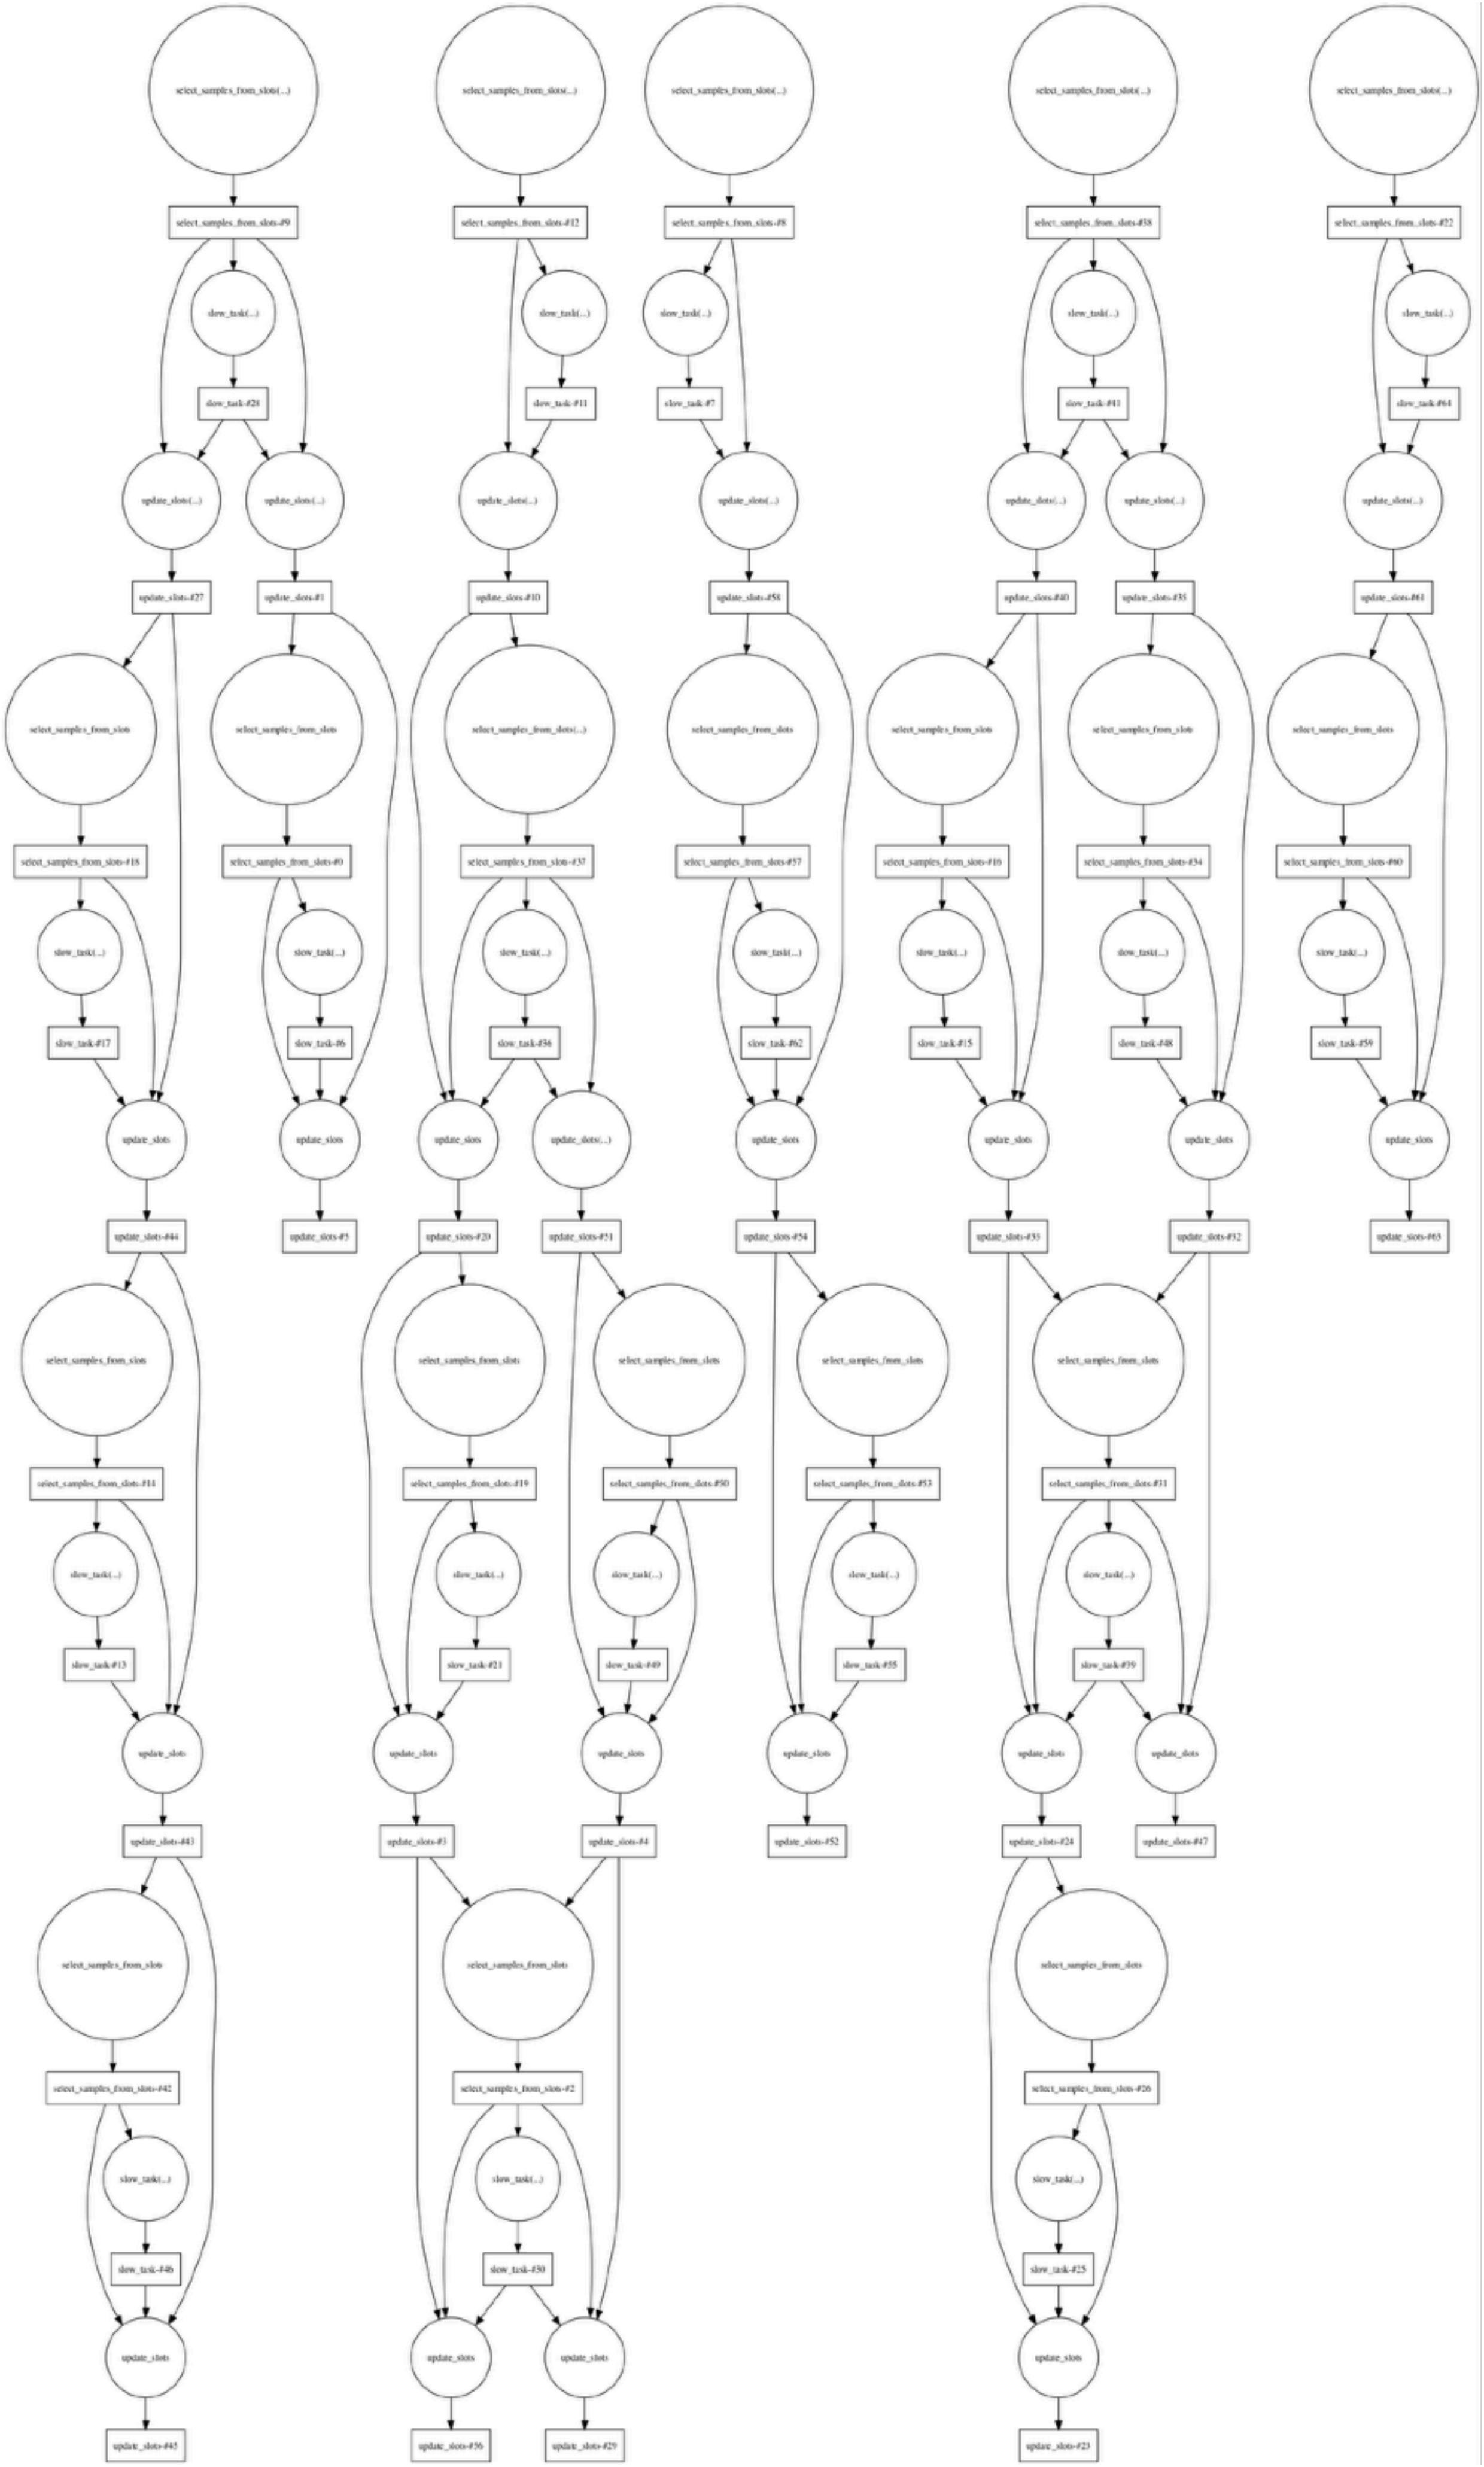 select_samples_from_slots(...)
select_samples_from_slots(...)
select_samples_from_slots(...)
select_samples_from_slots(...)
select_samples_from_slots(...)
select_samples_from_slots-#9
select_samples_from_slots-#12
select_samples_from_slots-#8
select_samples_from_slots-#38
select_samples_from_slots-#22
slow_task(...)
slow_task(...)
slow_task(...)
slow_task(...)
slow_task(...)
slow_task-#28
slow_task-#11
slow_task-#7
slow_task-#41
slow_task-#64
update_slots(...)
update_slots(...)
update_slots(...)
update_slots(...)
update_slots(...)
update_slots(...)
update_slots(...)
update_slots-#27
update_slots-#1
update_slots-#10
update_slots-#58
update_slots-#40
update_slots-#35
update_slots-#61
select_samples_from_slots
select_samples_from_slots
select_samples_from_slots(...)
select_samples_from_slots
select_samples_from_slots
select_samples_from_slots
select_samples_from_slots
select_samples_from_slots-#18
select_samples_from_slots-#0
select_samples_from_slots-#37
select_samples_from_slots-#57
select_samples_from_slots-#16
select_samples_from_slots-#34
select_samples_from_slots-#60
slow_task(...)
slow_task(...)
slow_task(...)
slow_task(...)
slow_task(...)
slow_task(...)
slow_task(...)
slow_task-#17
slow_task-#6
slow_task-#36
slow_task-#62
slow_task-#15
slow_task-#48
slow_task-#59
update_slots
update_slots
update_slots
update_slots(...)
update_slots
update_slots
update_slots
update_slots
update_slots-#44
update_slots-#5
update_slots-#20
update_slots-#51
update_slots-#54
update_slots-#33
update_slots-#32
update_slots-#63
select_samples_from_slots
select_samples_from_slots
select_samples_from_slots
select_samples_from_slots
select_samples_from_slots
select_samples_from_slots-#14
select_samples_from_slots-#19
select_samples_from_slots-#50
select_samples_from_slots-#53
select_samples_from_slots-#31
slow_task(...)
slow_task(...)
slow_task(...)
slow_task(...)
slow_task(...)
slow_task-#13
slow_task-#21
slow_task-#49
slow_task-#55
slow_task-#39
update_slots
update_slots
update_slots
update_slots
update_slots
update_slots
update_slots-#43
update_slots-#3
update_slots-#4
update_slots-#52
update_slots-#24
update_slots-#47
select_samples_from_slots
select_samples_from_slots
select_samples_from_slots
select_samples_from_slots-#42
select_samples_from_slots-#2
select_samples_from_slots-#26
slow_task(...)
slow_task(...)
slow_task(...)
slow_task-#46
slow_task-#30
slow_task-#25
update_slots
update_slots
update_slots
update_slots
update_slots-#45
update_slots-#56
update_slots-#29
update_slots-#23